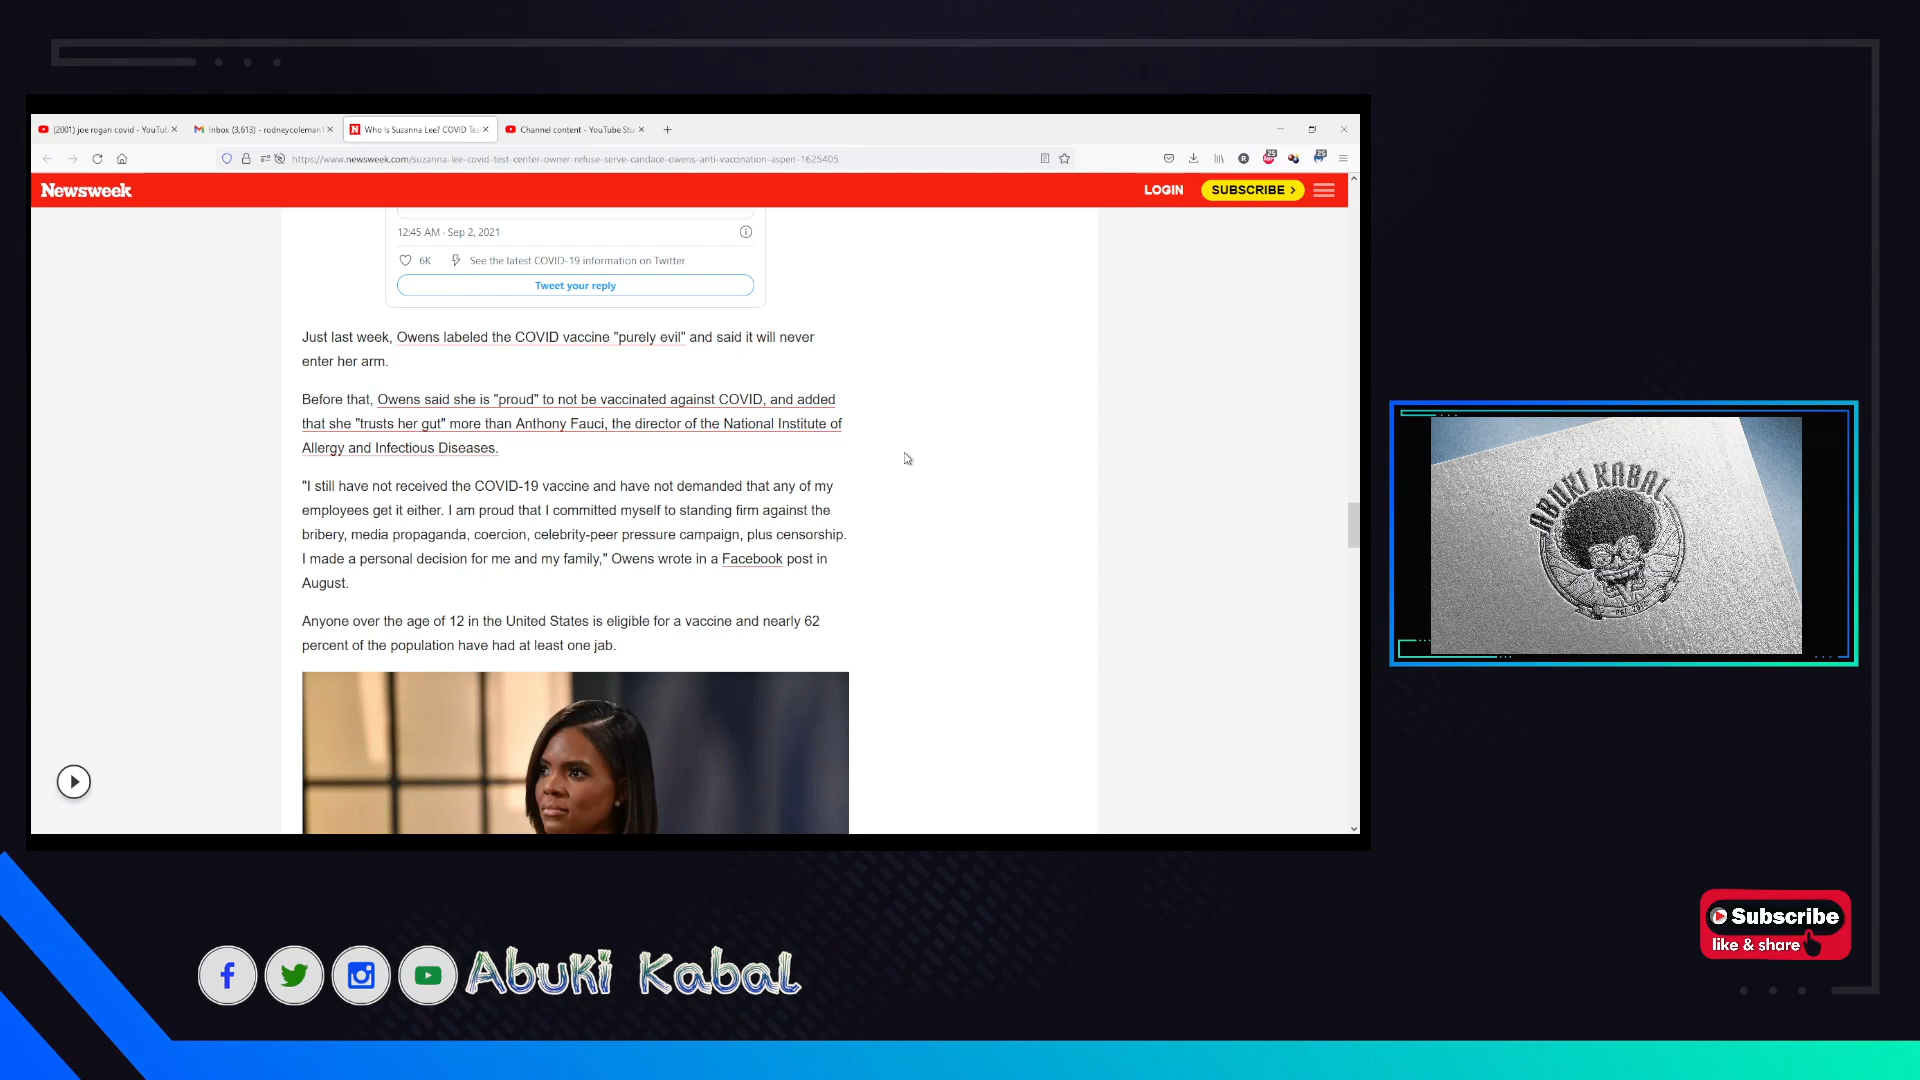 (2001) joe rogan covid - YouTub
Inbox (3,613) - rodneycoleman1
Who Is Suzanna Lee? COVID Tes
Channel content - YouTube Stu
https://www.newsweek.com/suzanna-lee-covid-test-center-owner-refuse-serve-candace-owens-anti-vaccination-aspen-1625405
25
25
Newsweek
LOGIN
SUBSCRIBE >
12:45 AM · Sep 2, 2021
6K
See the latest COVID-19 information on Twitter
Tweet your reply
Just last week, Owens labeled the COVID vaccine "purely evil" and said it will never
enter her arm.
Before that, Owens said she is "proud" to not be vaccinated against COVID, and added
that she "trusts her gut" more than Anthony Fauci, the director of the National Institute of
Allergy and Infectious Diseases.
"I still have not received the COVID-19 vaccine and have not demanded that any of my
employees get it either. I am proud that I committed myself to standing firm against the
bribery, media propaganda, coercion, celebrity-peer pressure campaign, plus censorship.
I made a personal decision for me and my family," Owens wrote in a Facebook post in
August.
Anyone over the age of 12 in the United States is eligible for a vaccine and nearly 62
percent of the population have had at least one jab.
ABUKI KABAL
Subscribe
like & share
Abuki Kabal